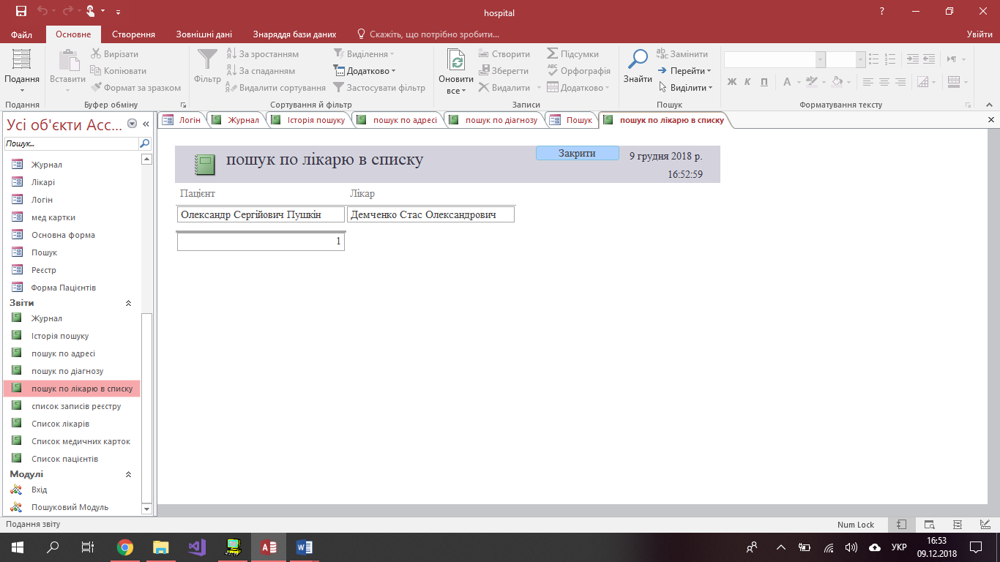 hospital
?
Файл Основне Створення Зовнішні дані Знаряддя бази даних Скажіть, що потрібно зробити... Увійти
Подання
Вставити
Вирізати
Копіювати
Формат за зразком
Фільтр
За зростанням
За спаданням
Видалити сортування
Виділення
Додатково
Застосувати фільтр
Оновити все
Створити
Зберегти
Видалити
Підсумки
Орфографія
Додатково
Знайти
Замінити
Перейти
Виділити
Ж К П
Подання Буфер обміну Сортування й фільтр Записи Пошук Форматування тексту
Усі об'єкти Acc...
Пошук...
Журнал
Лікарі
Логін
мед картки
Основна форма
Пошук
Реєстр
Форма Пацієнтів
Звіти
Журнал
Історія пошуку
пошук по адресі
пошук по діагнозу
пошук по лікарю в списку
список записів реєстру
Список лікарів
Список медичних карток
Список пацієнтів
Модулі
Вхід
Пошуковий Модуль
Логін Журнал Історія пошуку пошук по адресі пошук по діагнозу Пошук пошук по лікарю в списку
пошук по лікарю в списку
Закрити
9 грудня 2018 р.
16:52:59
Пацієнт Лікар
Олександр Сергійович Пушкін Демченко Стас Олександрович
1
Подання звіту Num Lock
УКР
16:53
09.12.2018